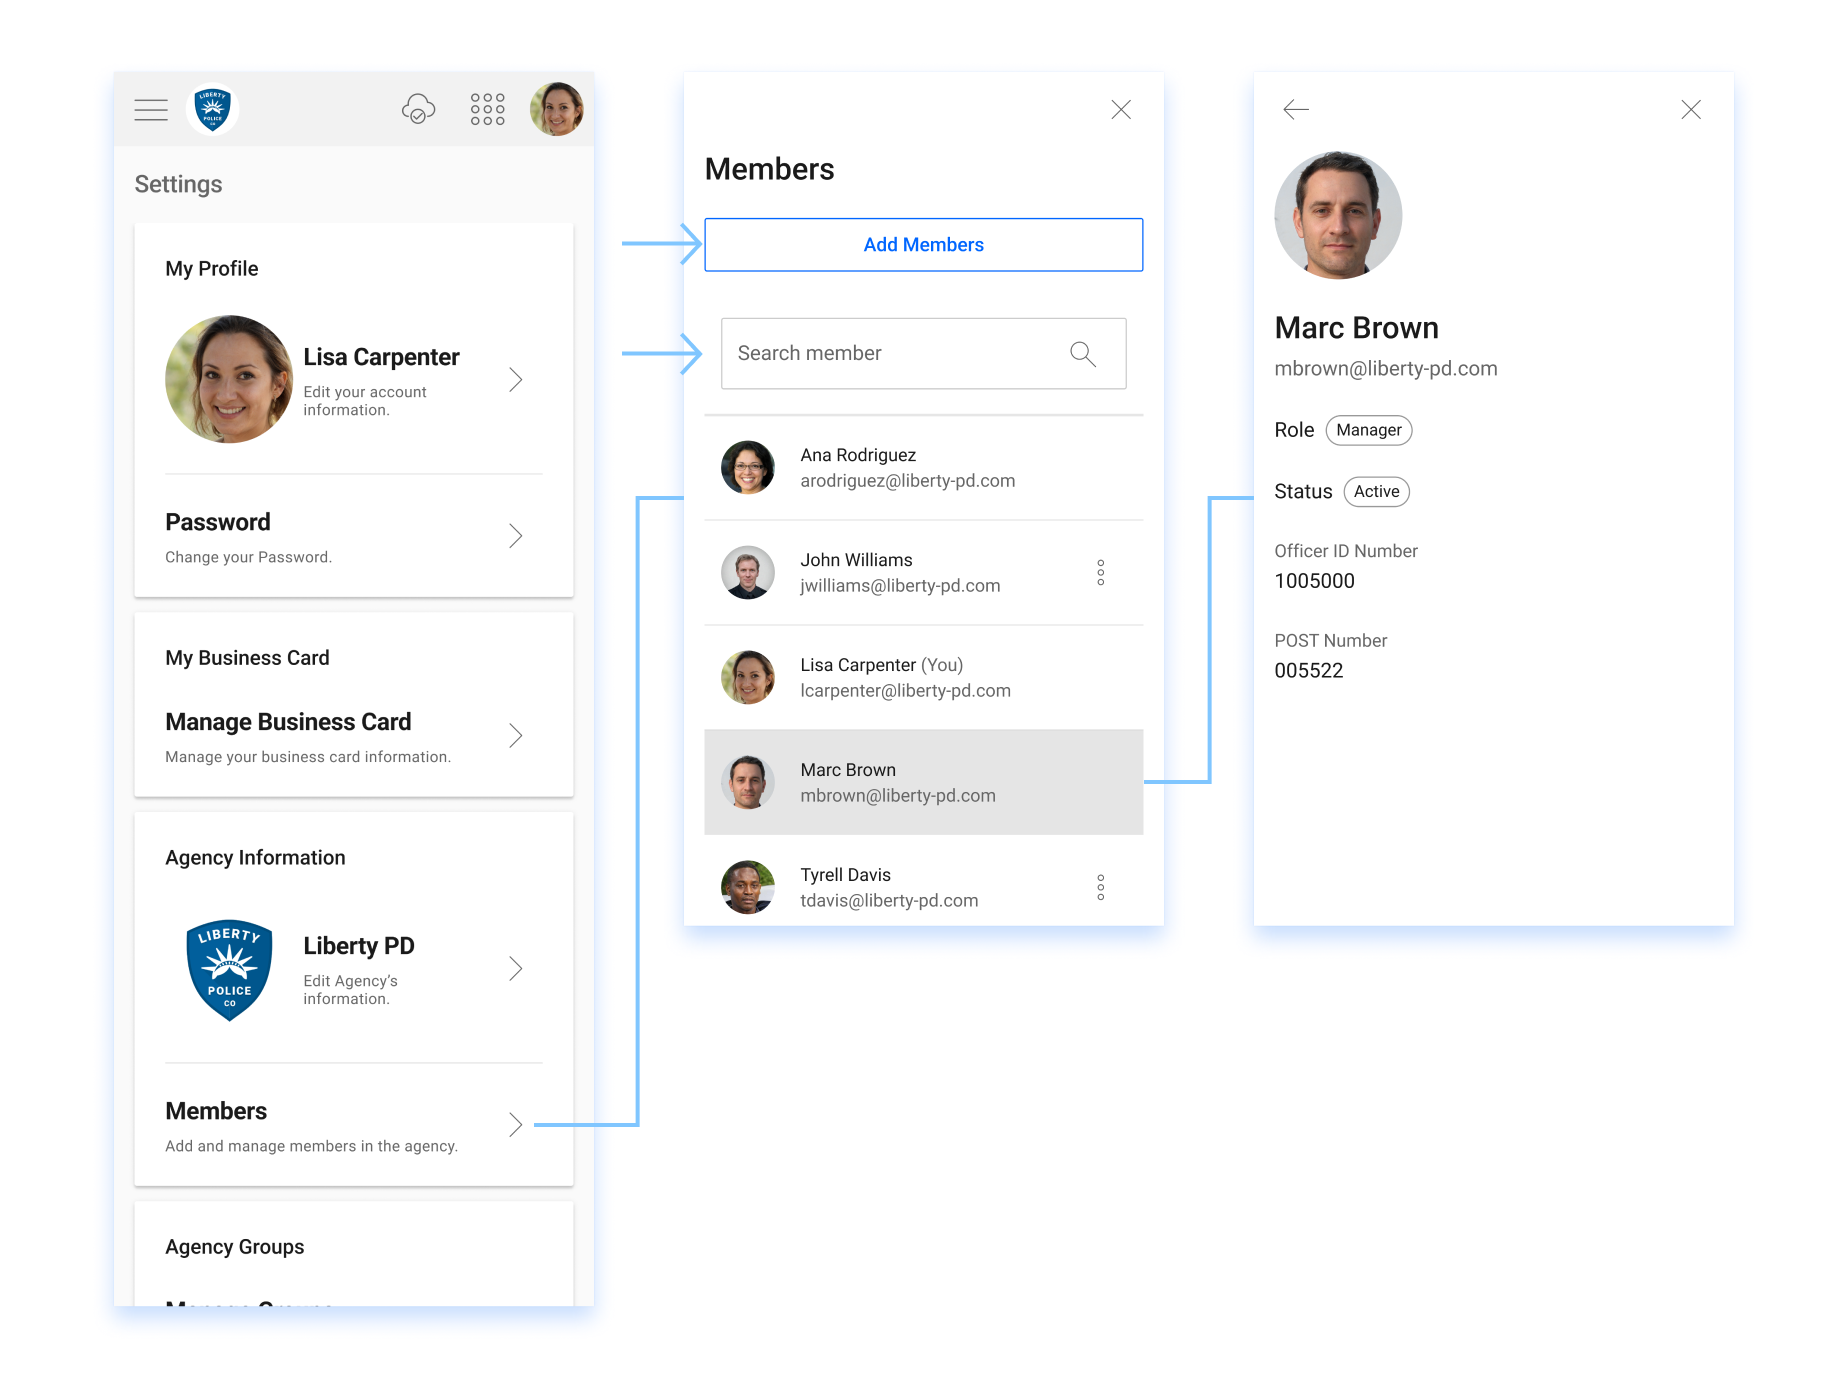 LIBERTY
POLICE
CO
Settings
My Profile
Lisa Carpenter
Edit your account
information.
Password
Change your Password.
My Business Card
Manage Business Card
Manage your business card information.
Agency Information
LIBERTY
POLICE
CO
Liberty PD
Edit Agency’s
information.
Members
Add and manage members in the agency.
Agency Groups
Manage Groups
Members
Add Members
Search member
Ana Rodriguez
arodriguez@liberty-pd.com
John Williams
jwilliams@liberty-pd.com
Lisa Carpenter (You)
lcarpenter@liberty-pd.com
Marc Brown
mbrown@liberty-pd.com
Tyrell Davis
tdavis@liberty-pd.com
Marc Brown
mbrown@liberty-pd.com
Role Manager
Status Active
Officer ID Number
1005000
POST Number
005522